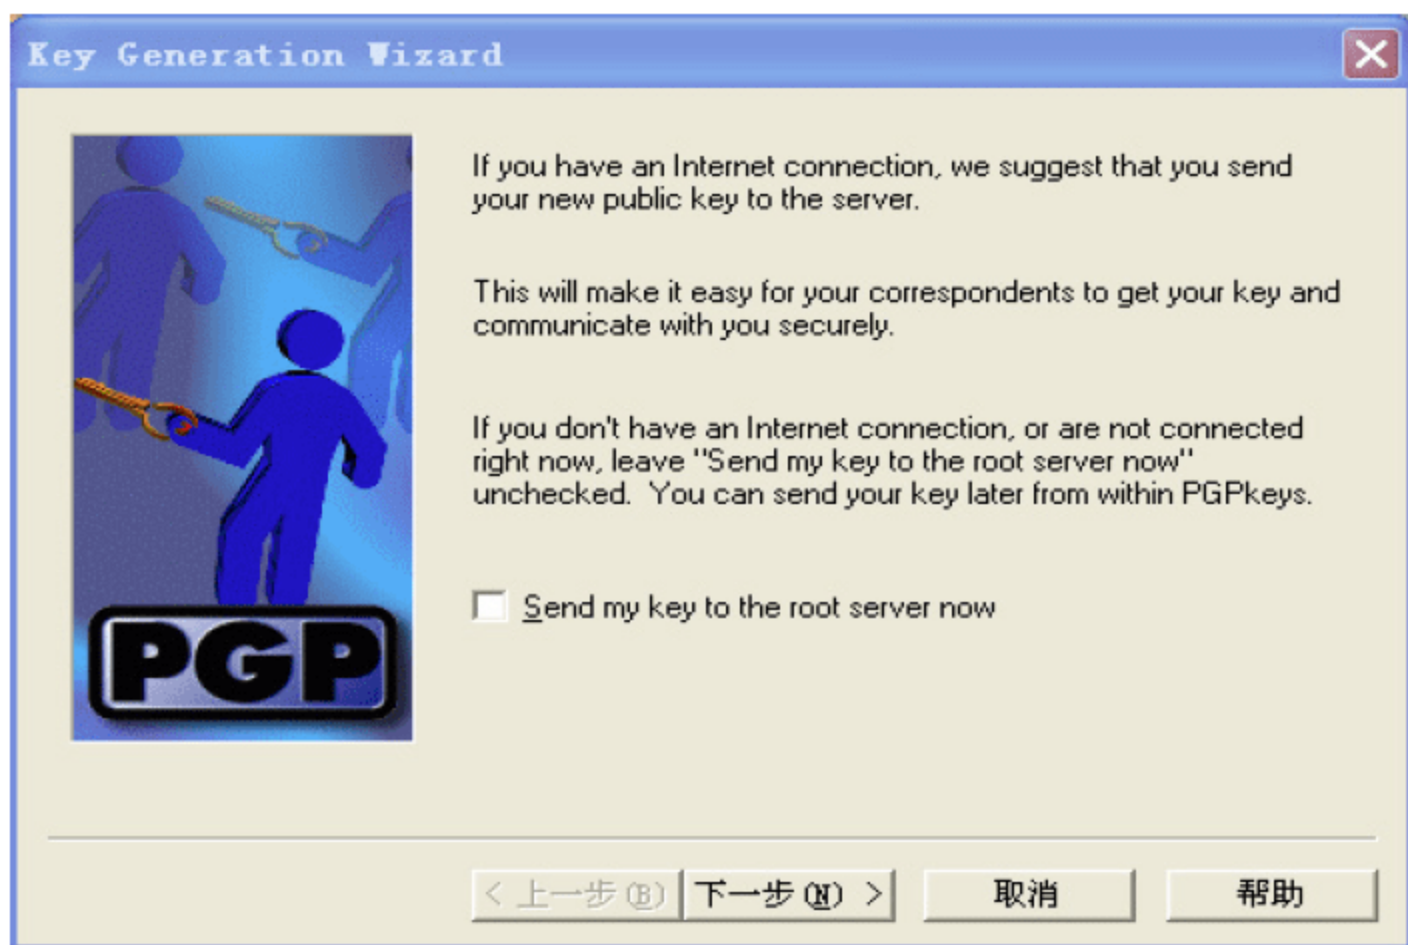 Key Generation Wizard
If you have an Internet connection, we suggest that you send
your new public key to the server.
This will make it easy for your correspondents to get your key and
communicate with you securely.
If you don't have an Internet connection, or are not connected
right now, leave "Send my key to the root server now"
unchecked.  You can send your key later from within PGPkeys.
Send my key to the root server now
PGP
< 上一步(B) 下一步(N) > 取消 帮助